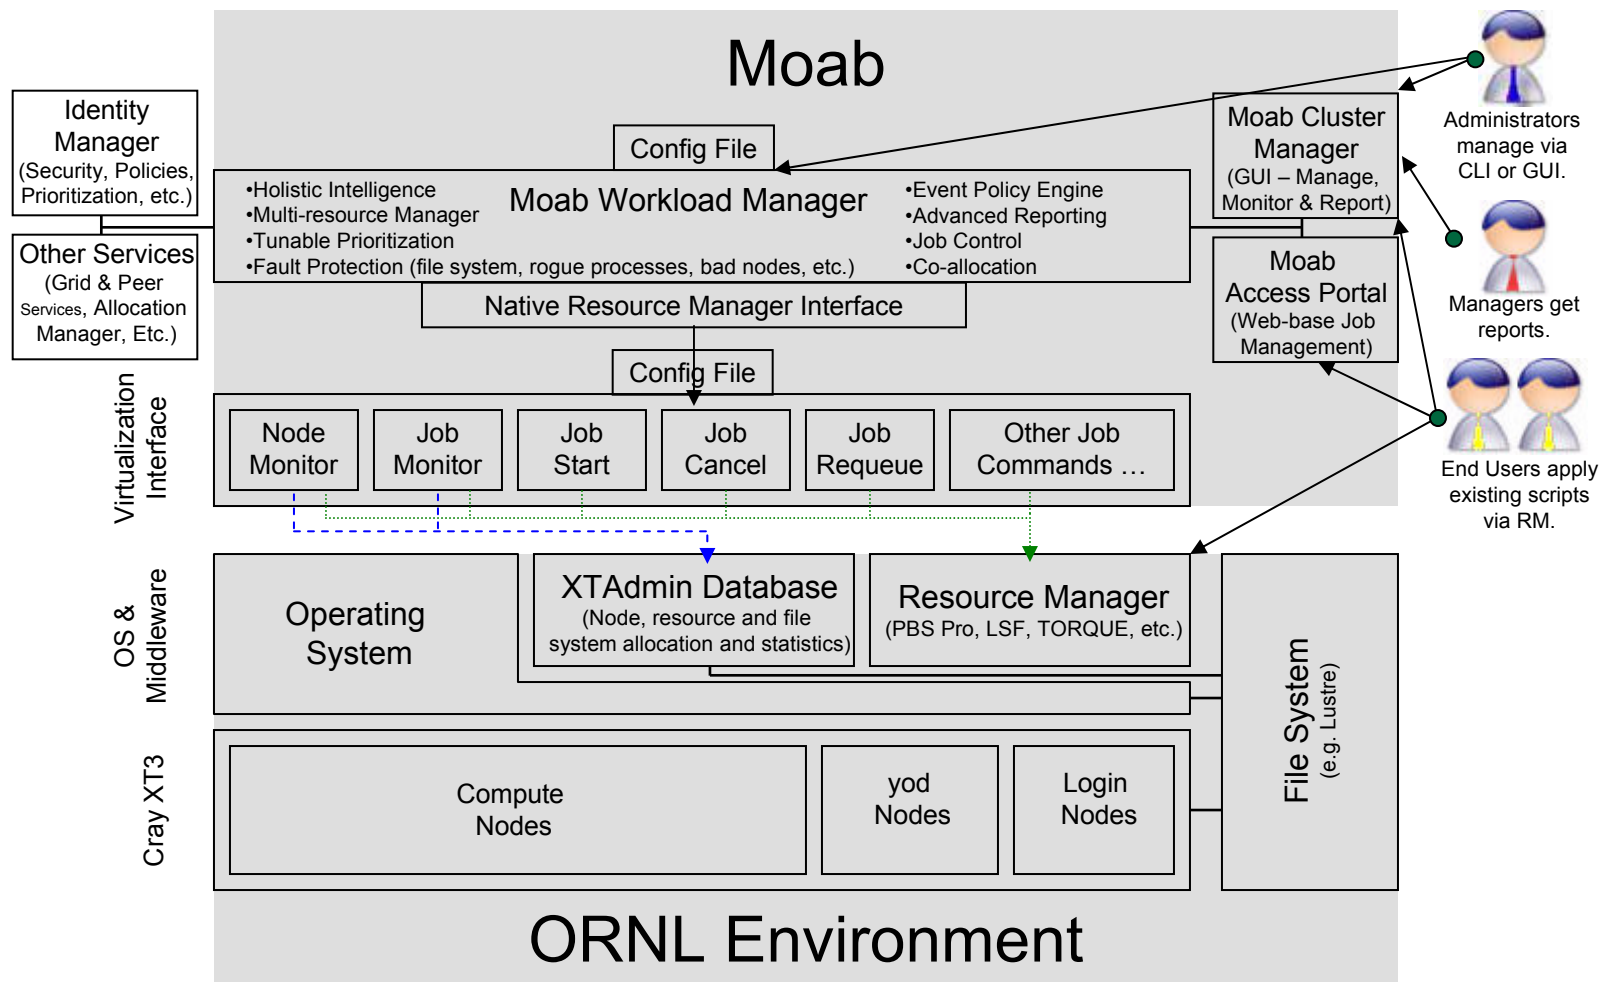 Moab
Identity
Manager
(Security, Policies,
Prioritization, etc.)
Other Services
(Grid & Peer
Services, Allocation
Manager, Etc.)
Config File
Moab Workload Manager
•Holistic Intelligence
•Multi-resource Manager
•Tunable Prioritization
•Fault Protection (file system, rogue processes, bad nodes, etc.)
•Event Policy Engine
•Advanced Reporting
•Job Control
•Co-allocation
Native Resource Manager Interface
Moab Cluster
Manager
(GUI – Manage,
Monitor & Report)
Moab
Access Portal
(Web-base Job
Management)
Administrators
manage via
CLI or GUI.
Managers get
reports.
End Users apply
existing scripts
via RM.
Virtualization
Interface
Config File
Node
Monitor
Job
Monitor
Job
Start
Job
Cancel
Job
Requeue
Other Job
Commands …
OS &
Middleware
Operating
System
XTAdmin Database
(Node, resource and file
system allocation and statistics)
Resource Manager
(PBS Pro, LSF, TORQUE, etc.)
File System
(e.g. Lustre)
Cray XT3
Compute
Nodes
yod
Nodes
Login
Nodes
ORNL Environment